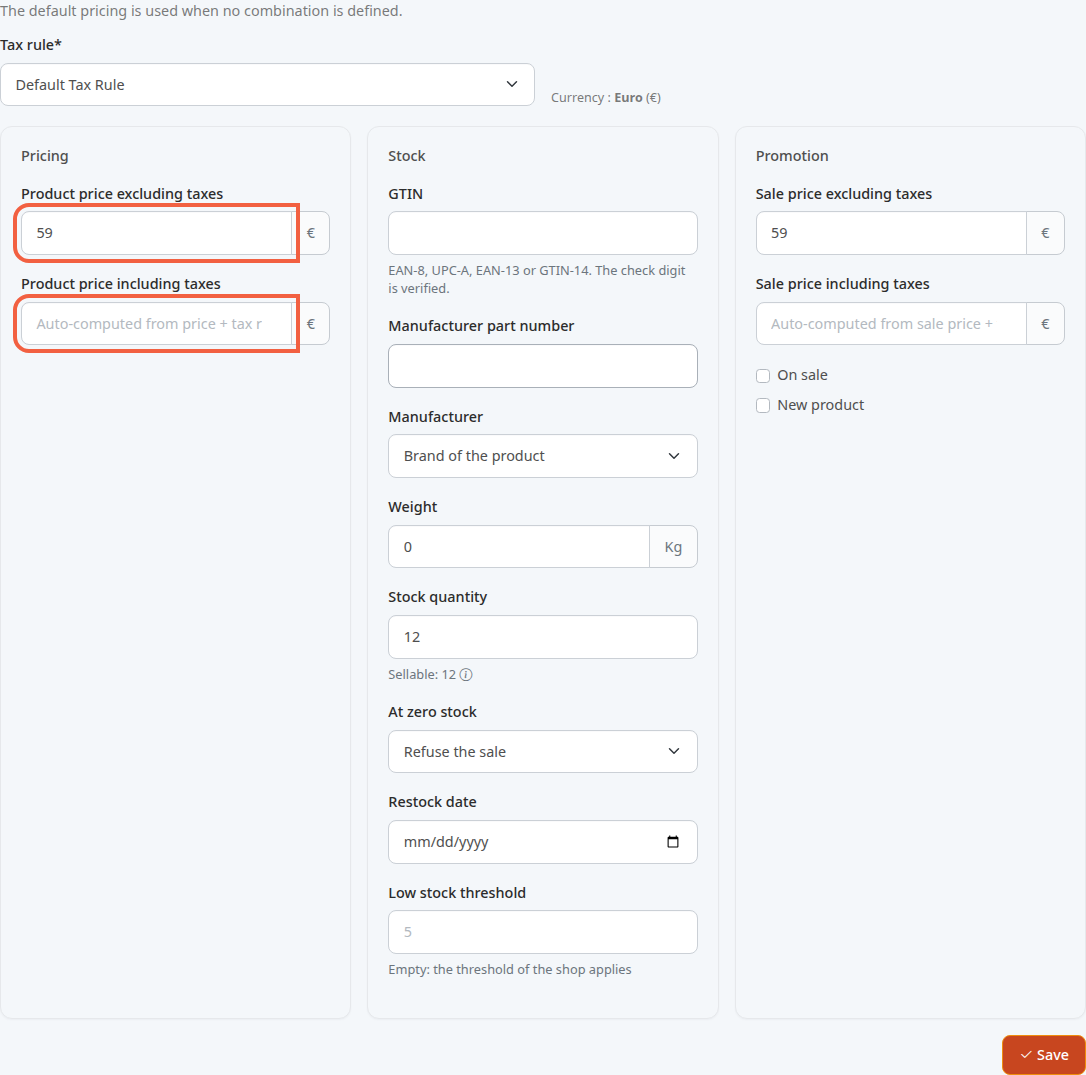 The default pricing is used when no combination is defined.
Tax rule*
Default Tax Rule
Currency : Euro (€)
Pricing
Product price excluding taxes
59
€
Product price including taxes
Auto-computed from price + tax r
€
Stock
GTIN
EAN-8, UPC-A, EAN-13 or GTIN-14. The check digit
is verified.
Manufacturer part number
Manufacturer
Brand of the product
Weight
0
Kg
Stock quantity
12
Sellable: 12
At zero stock
Refuse the sale
Restock date
mm/dd/yyyy
Low stock threshold
5
Empty: the threshold of the shop applies
Promotion
Sale price excluding taxes
59
€
Sale price including taxes
Auto-computed from sale price +
€
On sale
New product
Save